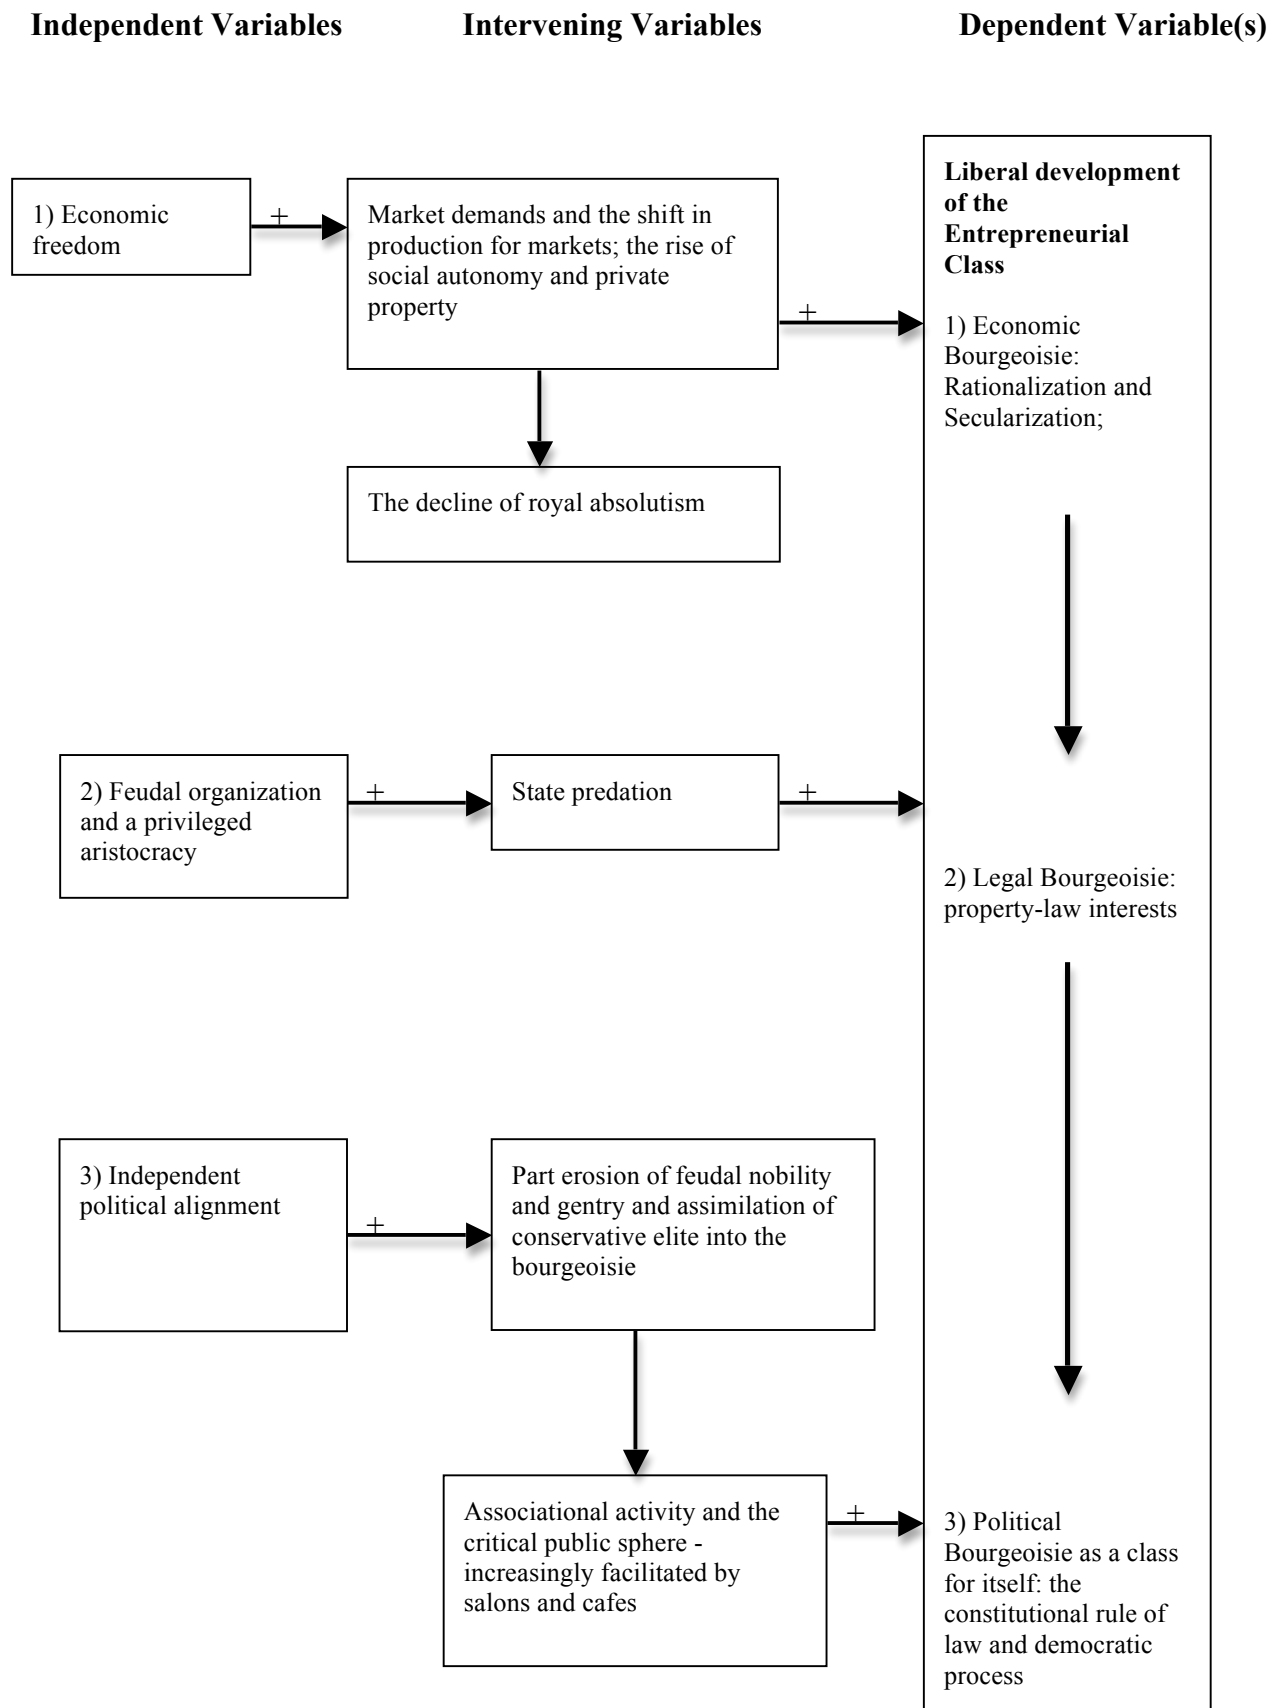 Independent Variables
Intervening Variables
Dependent Variable(s)
1) Economic
freedom
+
Market demands and the shift in
production for markets; the rise of
social autonomy and private
property
+
The decline of royal absolutism
2) Feudal organization
and a privileged
aristocracy
+
State predation
+
3) Independent
political alignment
+
Part erosion of feudal nobility
and gentry and assimilation of
conservative elite into the
bourgeoisie
Associational activity and the
critical public sphere -
increasingly facilitated by
salons and cafes
+
Liberal development
of the
Entrepreneurial
Class
1) Economic
Bourgeoisie:
Rationalization and
Secularization;
2) Legal Bourgeoisie:
property-law interests
3) Political
Bourgeoisie as a class
for itself: the
constitutional rule of
law and democratic
process